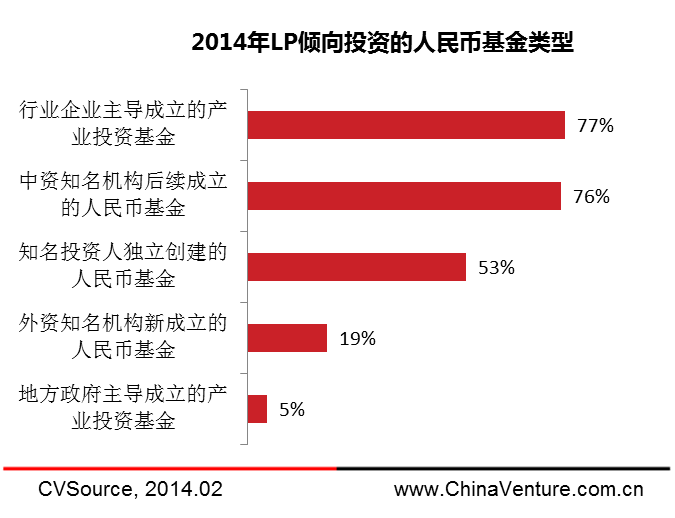 2014年LP倾向投资的人民币基金类型
行业企业主导成立的产
业投资基金
77%
中资知名机构后续成立
的人民币基金
76%
知名投资人独立创建的
人民币基金
53%
外资知名机构新成立的
人民币基金
19%
地方政府主导成立的产
业投资基金
5%
CVSource, 2014.02
www.ChinaVenture.com.cn